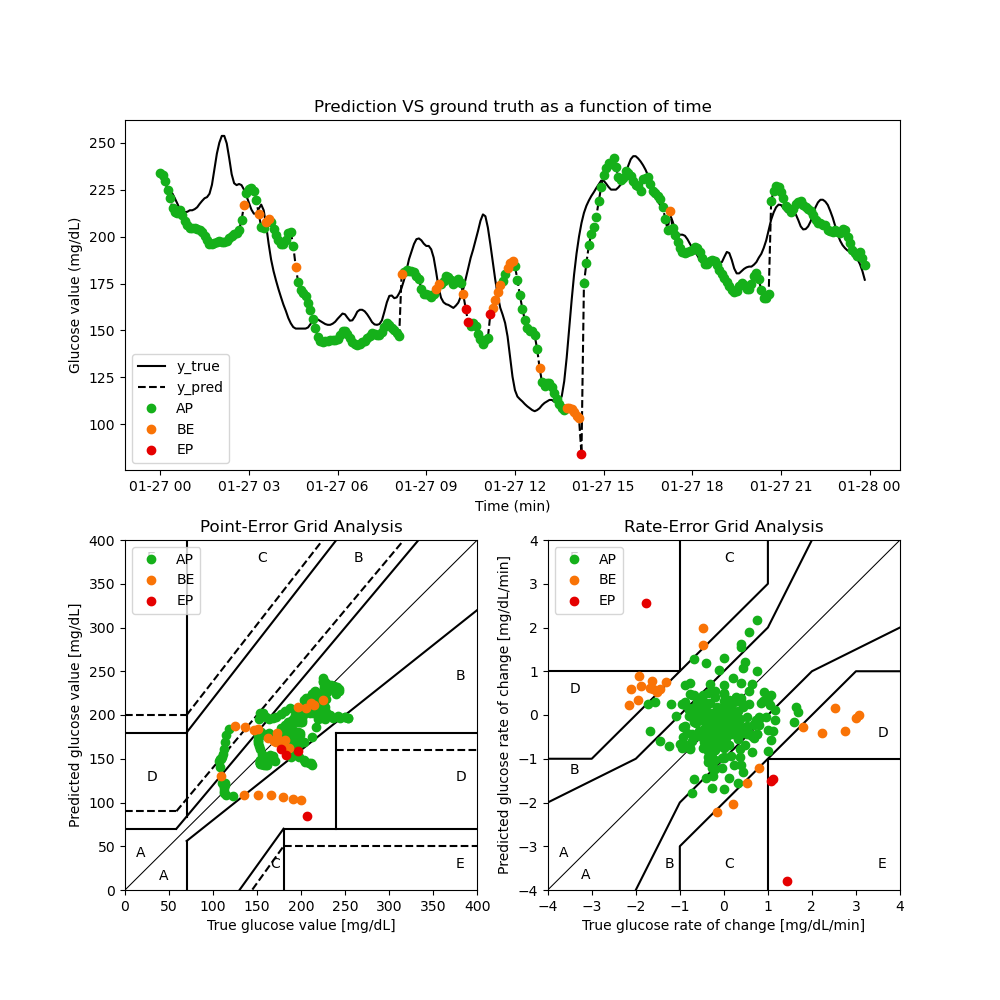 Prediction VS ground truth as a function of time
Glucose value (mg/dL)
250
225
200
175
150
125
100
y_true
y_pred
AP
BE
EP
01-27 00 01-27 03 01-27 06 01-27 09 01-27 12 01-27 15 01-27 18 01-27 21 01-28 00
Time (min)
Point-Error Grid Analysis
Predicted glucose value [mg/dL]
400
350
300
250
200
150
100
50
0
AP
BE
EP
C
B
B
D
D
A
A
C
E
0 50 100 150 200 250 300 350 400
True glucose value [mg/dL]
Rate-Error Grid Analysis
Predicted glucose rate of change [mg/dL/min]
4
3
2
1
0
−1
−2
−3
−4
AP
BE
EP
C
D
D
B
A
A
B
C
E
−4 −3 −2 −1 0 1 2 3 4
True glucose rate of change [mg/dL/min]